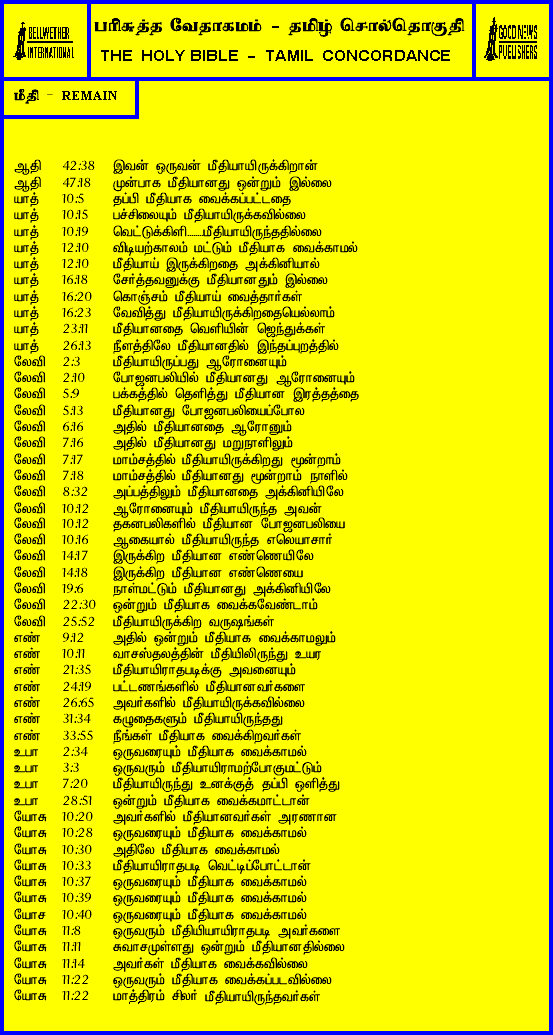 BELLWETHER
INTERNATIONAL
பரிசுத்த வேதாகமம் - தமிழ் சொல்தொகுதி
THE HOLY BIBLE - TAMIL CONCORDANCE
GOOD NEWS
PUBLISHERS
மீதி - REMAIN
ஆதி 42:38 இவன் ஒருவன் மீதியாயிருக்கிறான்
ஆதி 47:18 முன்பாக மீதியானது ஒன்றும் இல்லை
யாத் 10:5 தப்பி மீதியாக வைக்கப்பட்டதை
யாத் 10:15 பச்சிலையும் மீதியாயிருக்கவில்லை
யாத் 10:19 வெட்டுக்கிளி.......மீதியாயிருந்ததில்லை
யாத் 12:10 விடியற்காலம் மட்டும் மீதியாக வைக்காமல்
யாத் 12:10 மீதியாய் இருக்கிறதை அக்கினியால்
யாத் 16:18 சேர்த்தவனுக்கு மீதியானதும் இல்லை
யாத் 16:20 கொஞ்சம் மீதியாய் வைத்தார்கள்
யாத் 16:23 வேவித்து மீதியாயிருக்கிறதையெல்லாம்
யாத் 23:11 மீதியானதை வெளியின் ஜெந்துக்கள்
யாத் 26:13 நீளத்திலே மீதியானதில் இந்தப்புறத்தில்
லேவி 2:3 மீதியாயிருப்பது ஆரோனையும்
லேவி 2:10 போஜனபலியில் மீதியானது ஆரோனையும்
லேவி 5:9 பக்கத்தில் தெளித்து மீதியான இரத்தத்தை
லேவி 5:13 மீதியானது போஜனபலியைப்போல
லேவி 6:16 அதில் மீதியானதை ஆரோனும்
லேவி 7:16 அதில் மீதியானது மறுநாளிலும்
லேவி 7:17 மாம்சத்தில் மீதியாயிருக்கிறது மூன்றாம்
லேவி 7:18 மாம்சத்தில் மீதியானது மூன்றாம் நாளில்
லேவி 8:32 அப்பத்திலும் மீதியானதை அக்கினியிலே
லேவி 10:12 ஆரோனையும் மீதியாயிருந்த அவன்
லேவி 10:12 தகனபலிகளில் மீதியான போஜனபலியை
லேவி 10:16 ஆகையால் மீதியாயிருந்த எலெயாசார்
லேவி 14:17 இருக்கிற மீதியான எண்ணெயிலே
லேவி 14:18 இருக்கிற மீதியான எண்ணெயை
லேவி 19:6 நாள்மட்டும் மீதியானது அக்கினியிலே
லேவி 22:30 ஒன்றும் மீதியாக வைக்கவேண்டாம்
லேவி 25:52 மீதியாயிருக்கிற வருஷங்கள்
எண் 9:12 அதில் ஒன்றும் மீதியாக வைக்காமலும்
எண் 10:11 வாசஸ்தலத்தின் மீதியிலிருந்து உயர
எண் 21:35 மீதியாயிராதபடிக்கு அவனையும்
எண் 24:19 பட்டணங்களில் மீதியானவர்களை
எண் 26:65 அவர்களில் மீதியாயிருக்கவில்லை
எண் 31:34 கழுதைகளும் மீதியாயிருந்தது
எண் 33:55 நீங்கள் மீதியாக வைக்கிறவர்கள்
உபா 2:34 ஒருவரையும் மீதியாக வைக்காமல்
உபா 3:3 ஒருவரும் மீதியாயிராமற்போகுமட்டும்
உபா 7:20 மீதியாயிருந்து உனக்குத் தப்பி ஒளித்து
உபா 28:51 ஒன்றும் மீதியாக வைக்கமாட்டான்
யோசு 10:20 அவர்களில் மீதியானவர்கள் அரணான
யோசு 10:28 ஒருவரையும் மீதியாக வைக்காமல்
யோசு 10:30 அதிலே மீதியாக வைக்காமல்
யோசு 10:33 மீதியாயிராதபடி வெட்டிப்போட்டான்
யோசு 10:37 ஒருவரையும் மீதியாக வைக்காமல்
யோசு 10:39 ஒருவரையும் மீதியாக வைக்காமல்
யோச 10:40 ஒருவரையும் மீதியாக வைக்காமல்
யோசு 11:8 ஒருவரும் மீதியியாயிராதபடி அவர்களை
யோசு 11:11 சுவாசமுள்ளது ஒன்றும் மீதியானதில்லை
யோசு 11:14 அவர்கள் மீதியாக வைக்கவில்லை
யோசு 11:22 ஒருவரும் மீதியாக வைக்கப்படவில்லை
யோசு 11:22 மாத்திரம் சிலர் மீதியாயிருந்தவர்கள்